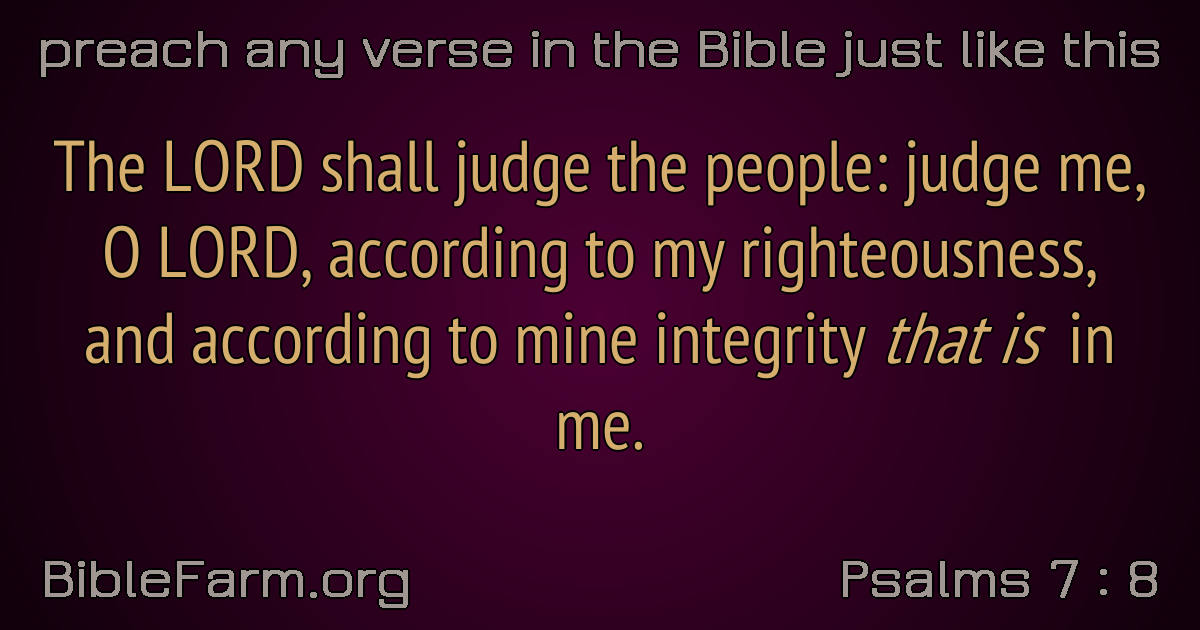 preach any verse in the Bible just like this
The LORD shall judge the people: judge me,
O LORD, according to my righteousness,
and according to mine integrity that is in
me.
BibleFarm.org
Psalms 7 : 8